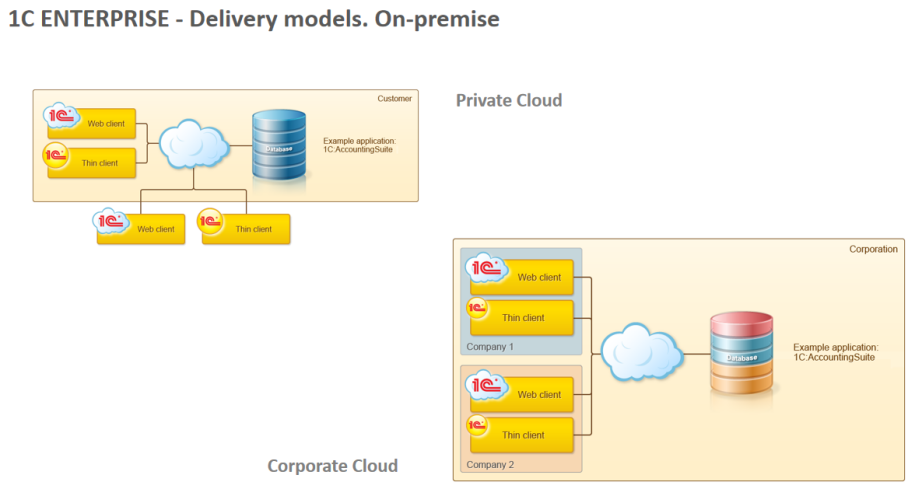 1C ENTERPRISE - Delivery models. On-premise
Customer
1C
Web client
1C
Thin client
Database
Example application:
1C:AccountingSuite
1C
Web client
1C
Thin client
Private Cloud
Corporation
1C
Web client
1C
Thin client
Company 1
1C
Web client
1C
Thin client
Company 2
Database
Example application:
1C:AccountingSuite
Corporate Cloud